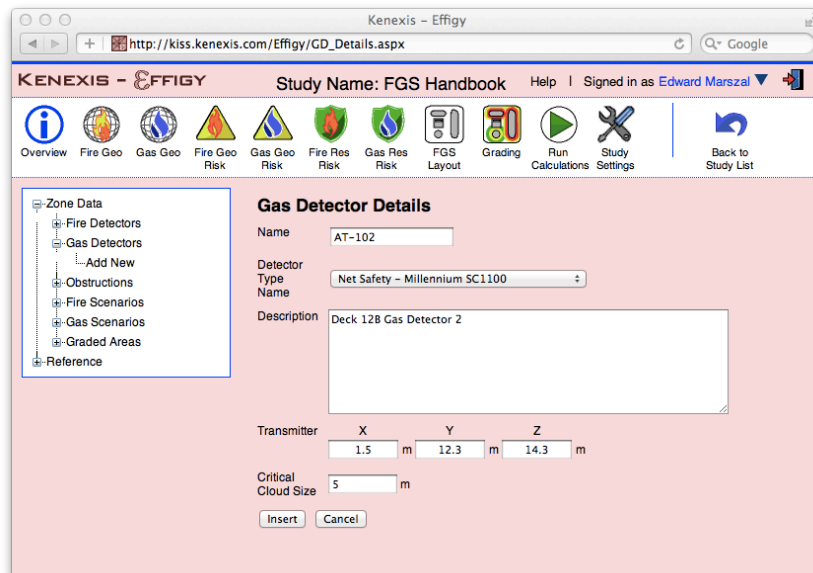 Kenexis – Effigy
http://kiss.kenexis.com/Effigy/GD_Details.aspx
Google
KENEXIS – EFFIGY
Study Name: FGS Handbook
Help | Signed in as Edward Marszal
Overview
Fire Geo
Gas Geo
Fire Geo Risk
Gas Geo Risk
Fire Res Risk
Gas Res Risk
FGS Layout
Grading
Run Calculations
Study Settings
Back to Study List
Zone Data
Fire Detectors
Gas Detectors
Add New
Obstructions
Fire Scenarios
Gas Scenarios
Graded Areas
Reference
Gas Detector Details
Name AT-102
Detector Type Name Net Safety – Millennium SC1100
Description Deck 12B Gas Detector 2
X Y Z
Transmitter 1.5 m 12.3 m 14.3 m
Critical Cloud Size 5 m
Insert Cancel